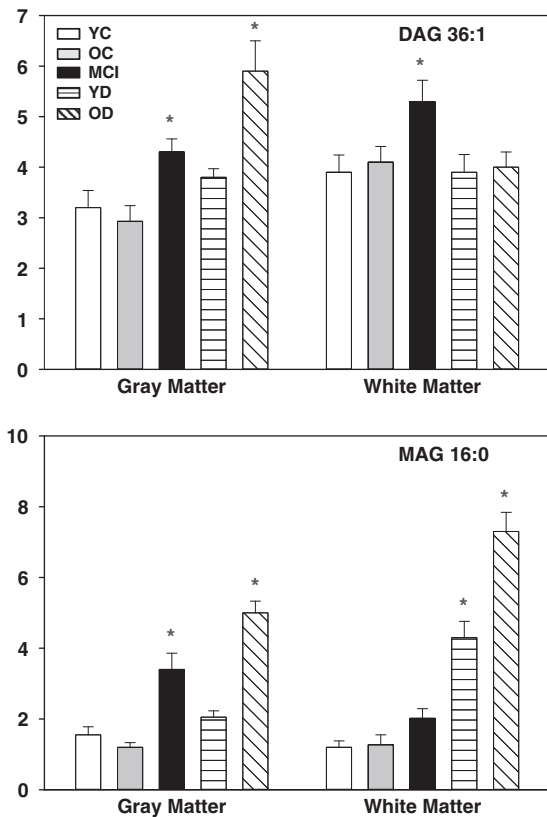 7
6
5
4
3
2
1
0
YC
OC
MCI
YD
OD
DAG 36:1
*
*
*
Gray Matter
White Matter
10
8
6
4
2
0
MAG 16:0
*
*
*
*
Gray Matter
White Matter